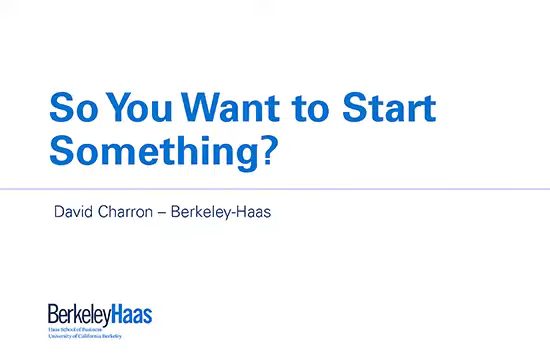 So You Want to Start
Something?
David Charron – Berkeley-Haas
BerkeleyHaas
Haas School of Business
University of California Berkeley